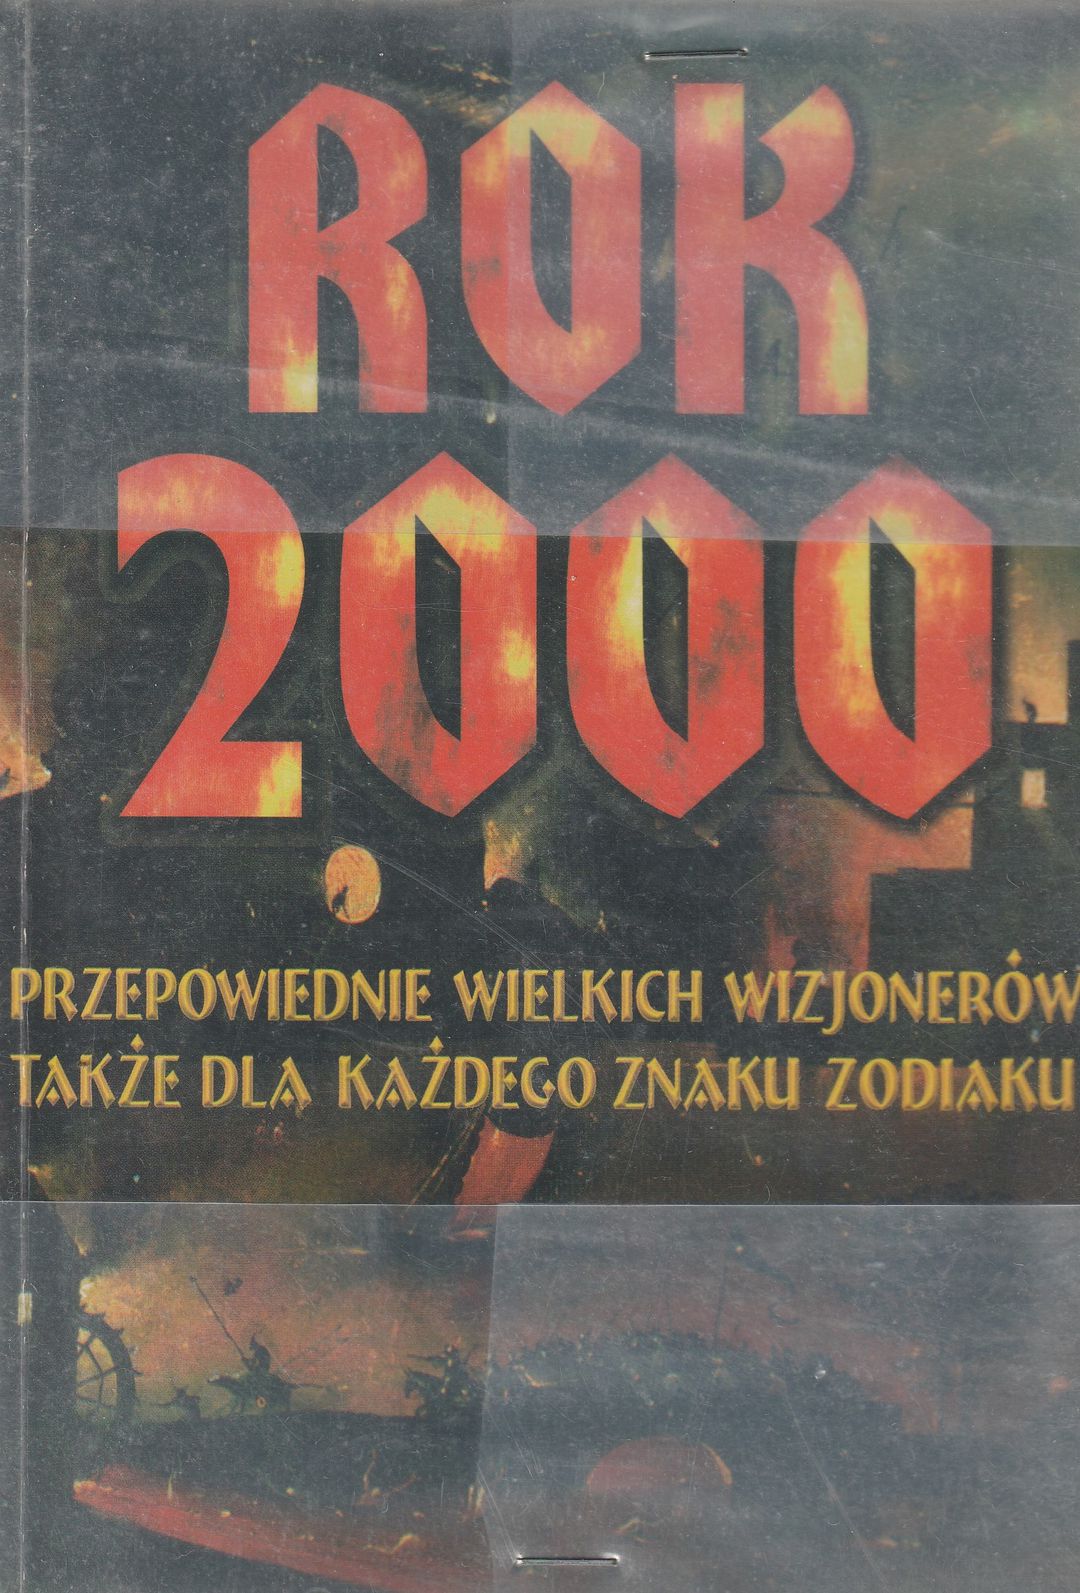 ROK
2000
PRZEPOWIEDNIE WIELKICH WIZJONERÓW
TAKŻE DLA KAŻDEGO ZNAKU ZODIAKU